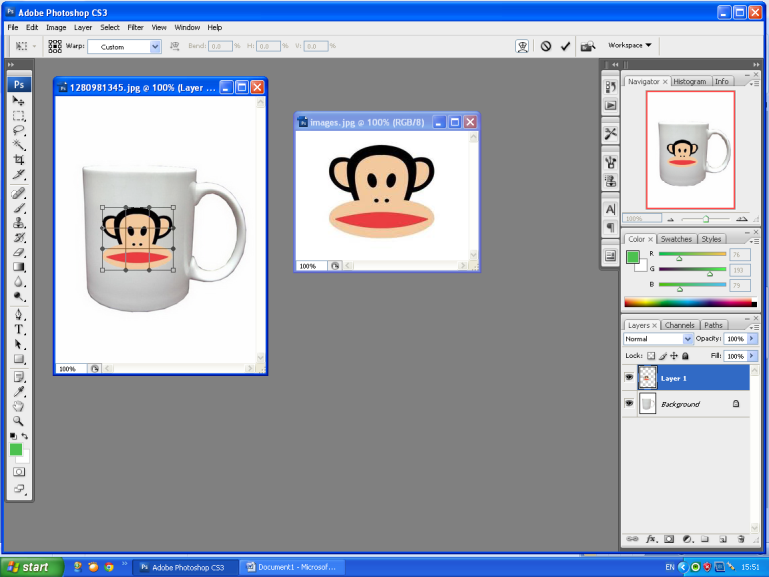 Adobe Photoshop CS3
File Edit Image Layer Select Filter View Window Help
Warp: Custom Bend: 0.0 % H: 0.0 % V: 0.0 % Workspace
Ps
1280981345.jpg @ 100% (Layer ...
100%
images.jpg @ 100% (RGB/8)
100%
Navigator × Histogram Info
100%
Color × Swatches Styles
R 76
G 193
B 79
Layers × Channels Paths
Normal Opacity: 100%
Lock: Fill: 100%
Layer 1
Background
fx.
start Adobe Photoshop CS3 Document1 - Microsof... EN 15:51